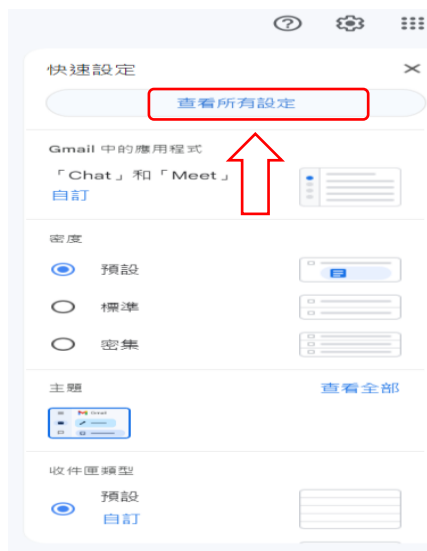 快速設定
查看所有設定
Gmail 中的應用程式
「Chat」和「Meet」
自訂
密度
預設
標準
密集
主題
查看全部
Gmail
收件匣類型
預設
自訂